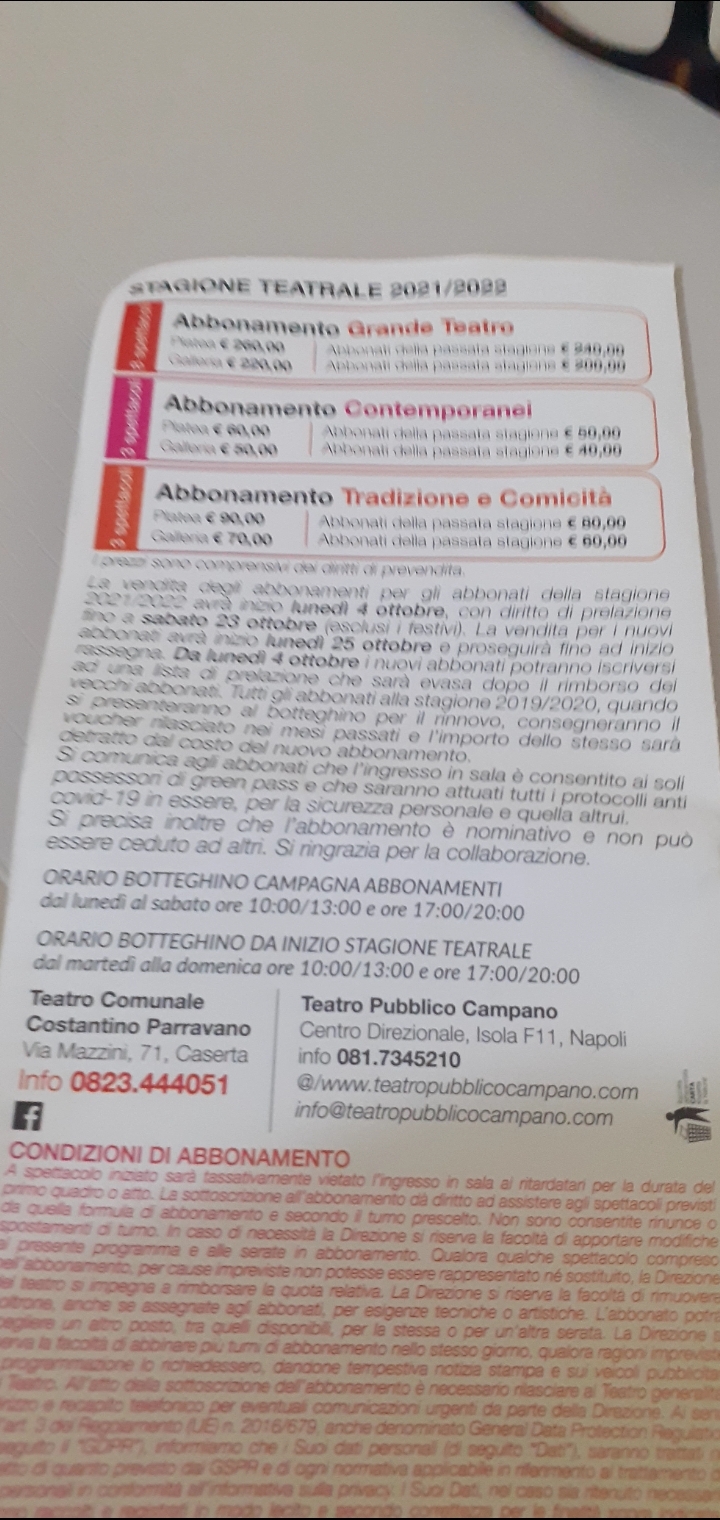 STAGIONE TEATRALE 2021/2022
8 spettacoli
Abbonamento Grande Teatro
Platea € 260,00 Abbonati della passata stagione € 240,00
Galleria € 220,00 Abbonati della passata stagione € 200,00
3 spettacoli
Abbonamento Contemporanei
Platea € 60,00 Abbonati della passata stagione € 50,00
Galleria € 50,00 Abbonati della passata stagione € 40,00
3 spettacoli
Abbonamento Tradizione e Comicità
Platea € 90,00 Abbonati della passata stagione € 80,00
Galleria € 70,00 Abbonati della passata stagione € 60,00
I prezzi sono comprensivi dei diritti di prevendita.
La vendita degli abbonamenti per gli abbonati della stagione
2021/2022 avrà inizio lunedì 4 ottobre, con diritto di prelazione
fino a sabato 23 ottobre (esclusi i festivi). La vendita per i nuovi
abbonati avrà inizio lunedì 25 ottobre e proseguirà fino ad inizio
rassegna. Da lunedì 4 ottobre i nuovi abbonati potranno iscriversi
ad una lista di prelazione che sarà evasa dopo il rimborso dei
vecchi abbonati. Tutti gli abbonati alla stagione 2019/2020, quando
si presenteranno al botteghino per il rinnovo, consegneranno il
voucher rilasciato nei mesi passati e l'importo dello stesso sarà
detratto dal costo del nuovo abbonamento.
Si comunica agli abbonati che l'ingresso in sala è consentito ai soli
possessori di green pass e che saranno attuati tutti i protocolli anti
covid-19 in essere, per la sicurezza personale e quella altrui.
Si precisa inoltre che l'abbonamento è nominativo e non può
essere ceduto ad altri. Si ringrazia per la collaborazione.
ORARIO BOTTEGHINO CAMPAGNA ABBONAMENTI
dal lunedì al sabato ore 10:00/13:00 e ore 17:00/20:00
ORARIO BOTTEGHINO DA INIZIO STAGIONE TEATRALE
dal martedì alla domenica ore 10:00/13:00 e ore 17:00/20:00
Teatro Comunale
Costantino Parravano
Via Mazzini, 71, Caserta
Info 0823.444051
Teatro Pubblico Campano
Centro Direzionale, Isola F11, Napoli
info 081.7345210
@/www.teatropubblicocampano.com
info@teatropubblicocampano.com
CONDIZIONI DI ABBONAMENTO
A spettacolo iniziato sarà tassativamente vietato l'ingresso in sala ai ritardatari per la durata del
primo quadro o atto. La sottoscrizione all'abbonamento dà diritto ad assistere agli spettacoli previsti
da quella formula di abbonamento e secondo il turno prescelto. Non sono consentite rinunce o
spostamenti di turno. In caso di necessità la Direzione si riserva la facoltà di apportare modifiche
al presente programma e alle serate in abbonamento. Qualora qualche spettacolo compreso
nell'abbonamento, per cause impreviste non potesse essere rappresentato né sostituito, la Direzione
del teatro si impegna a rimborsare la quota relativa. La Direzione si riserva la facoltà di rimuovere
poltrone, anche se assegnate agli abbonati, per esigenze tecniche o artistiche. L'abbonato potrà
un altro posto, tra quelli disponibili, per la stessa o per un'altra serata. La Direzione
la facoltà di abbinare più turni di abbonamento nello stesso giorno, qualora ragioni
programmazione lo richiedessero, dandone tempestiva notizia stampa e sui veicoli
Teatro. All'atto della sottoscrizione dell'abbonamento è necessario rilasciare al Teatro
e recapito telefonico per eventuali comunicazioni urgenti da parte della Direzione. Ai
l'art. 3 del Regolamento (UE) n. 2016/679, anche denominato General Data Protection
seguito il "GDPR"), informiamo che i Suoi dati personali (di seguito "Dati"), saranno trattati
di quanto previsto dal GSPR e di ogni normativa applicabile in riferimento al trattamento
personali in conformità all'informativa sulla privacy. I Suoi Dati, nel caso sia ritenuto
raccolti e registrati in modo lecito e secondo correttezza per le finalità